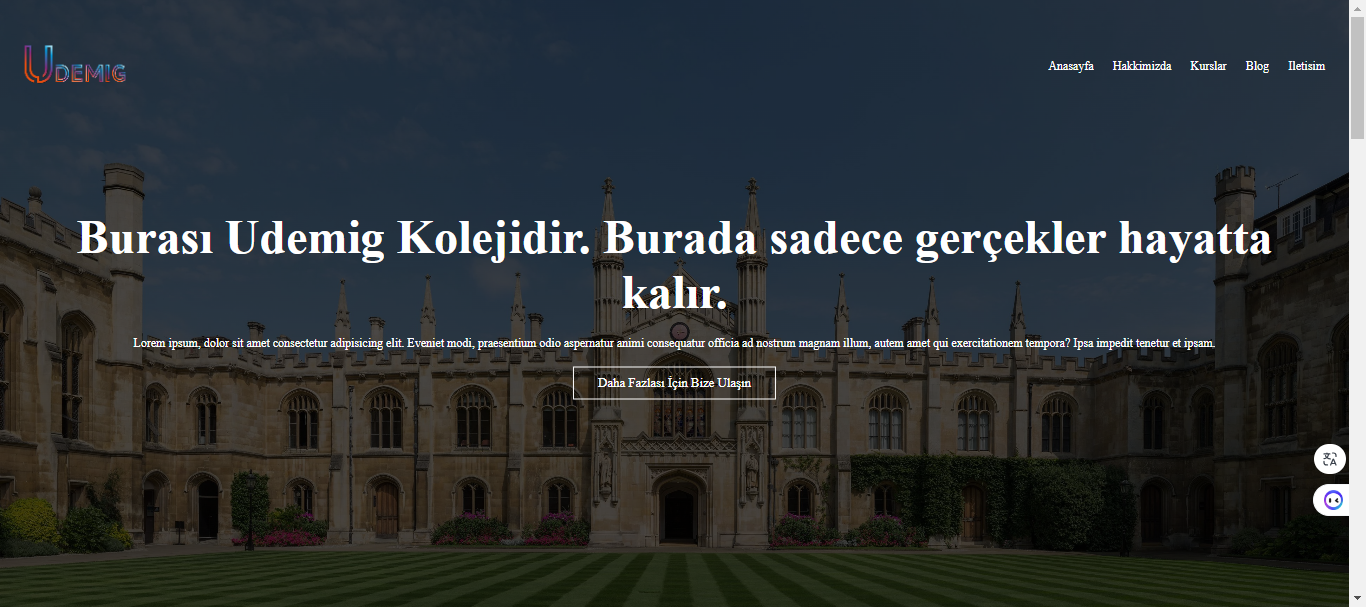 UDEMIG
Anasayfa Hakkimizda Kurslar Blog Iletisim
Burası Udemig Kolejidir. Burada sadece gerçekler hayatta
kalır.
Lorem ipsum, dolor sit amet consectetur adipisicing elit. Eveniet modi, praesentium odio aspernatur animi consequatur officia ad nostrum magnam illum, autem amet qui exercitationem tempora? Ipsa impedit tenetur et ipsam.
Daha Fazlası İçin Bize Ulaşın